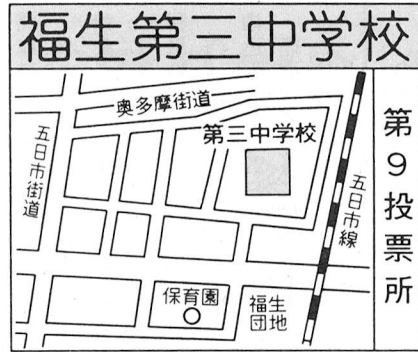 福生第三中学校
奥多摩街道
第三中学校
五日市街道
五日市線
保育園
福生
団地
第9投票所